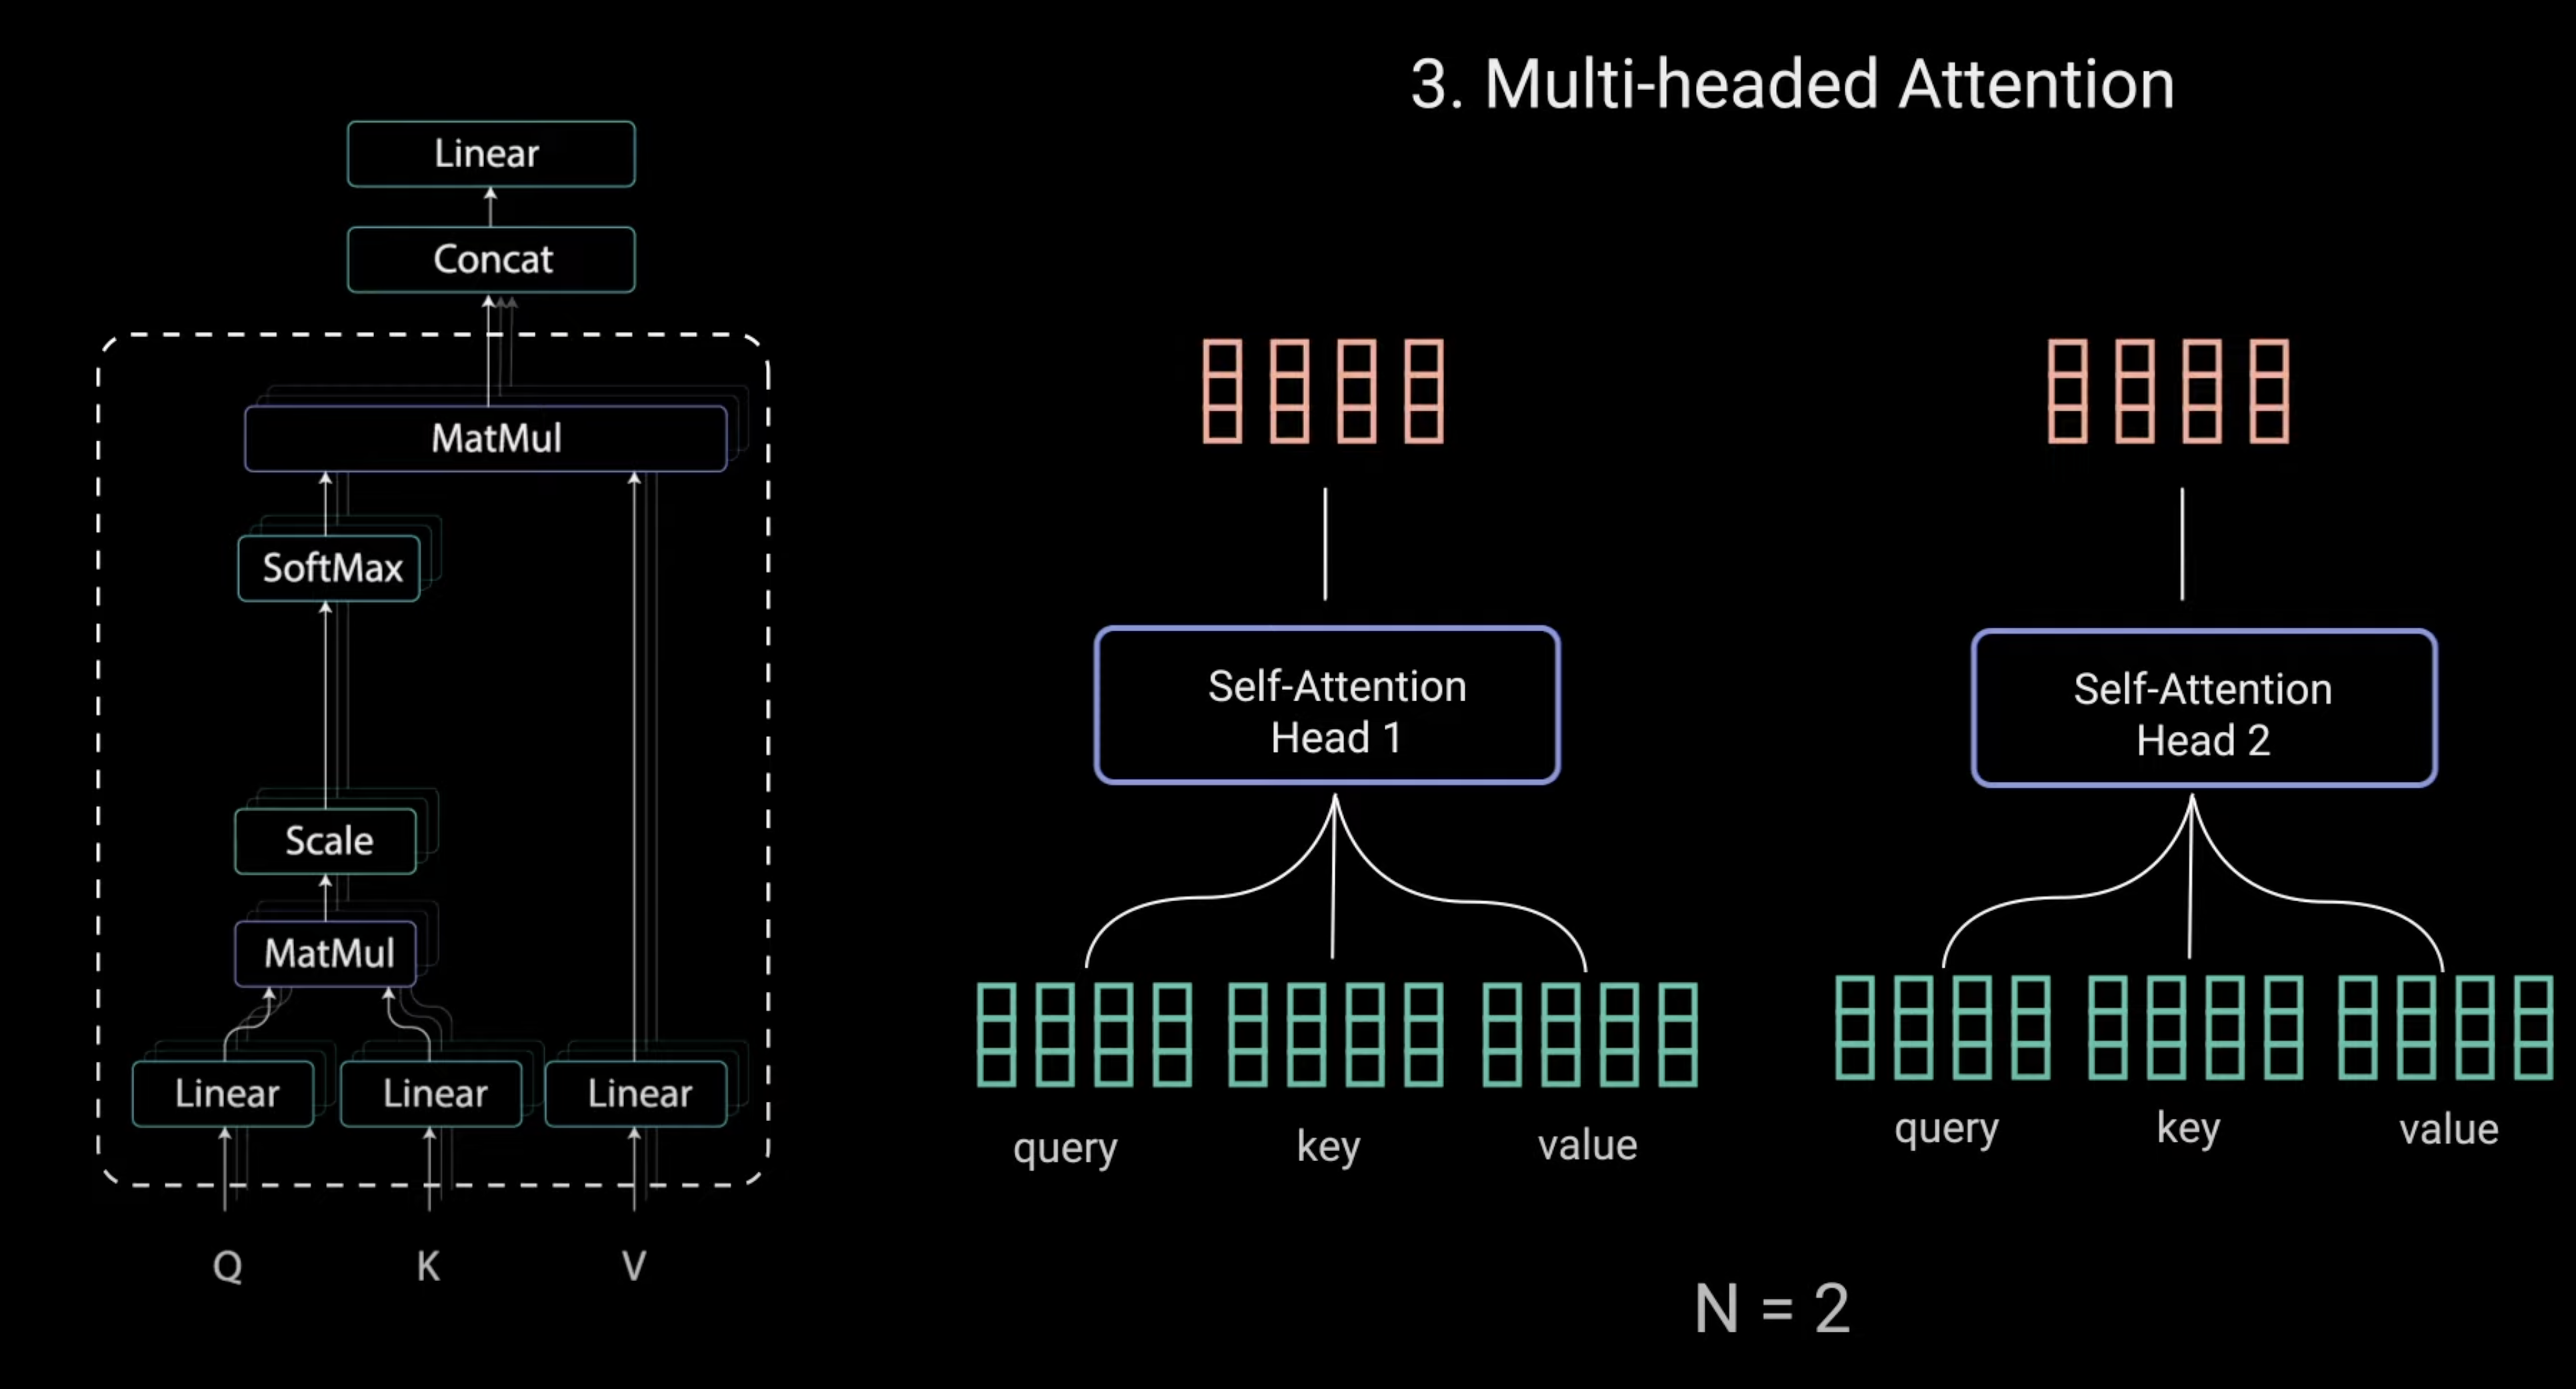 3. Multi-headed Attention
Linear
Concat
MatMul
SoftMax
Scale
MatMul
Linear Linear Linear
Q K V
Self-Attention
Head 1
query key value
Self-Attention
Head 2
query key value
N = 2